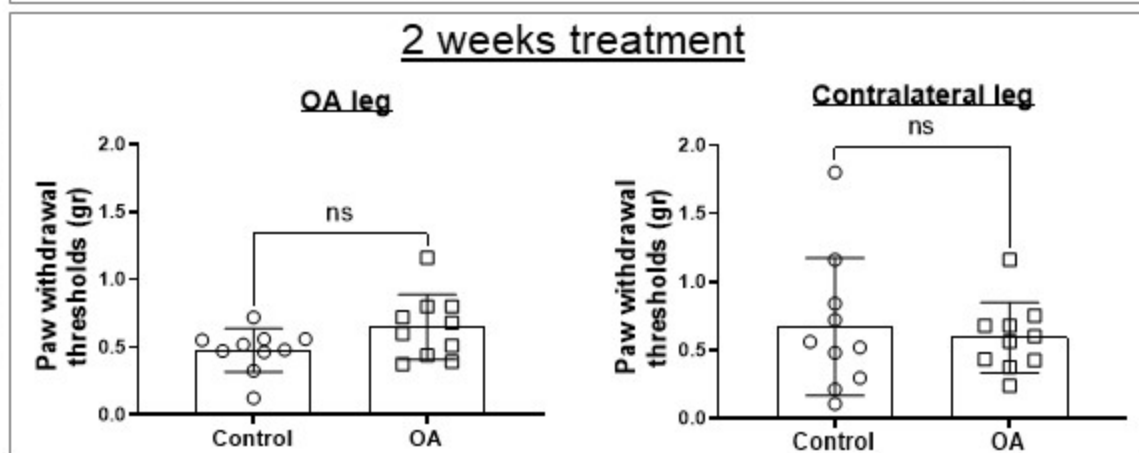 2 weeks treatment
OA leg
ns
Paw withdrawal
thresholds (gr)
2.0
1.5
1.0
0.5
0.0
Control
OA
Contralateral leg
ns
Paw withdrawal
thresholds (gr)
2.0
1.5
1.0
0.5
0.0
Control
OA